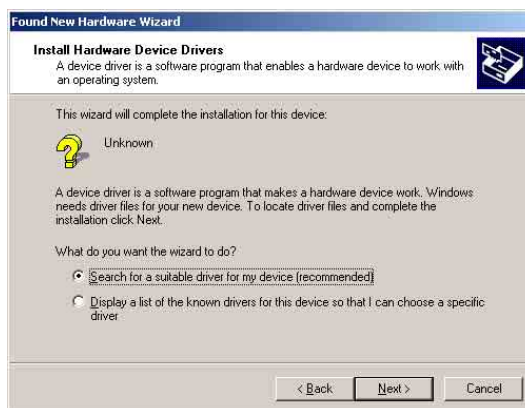 Found New Hardware Wizard
Install Hardware Device Drivers
A device driver is a software program that enables a hardware device to work with
an operating system.
This wizard will complete the installation for this device:
Unknown
A device driver is a software program that makes a hardware device work. Windows
needs driver files for your new device. To locate driver files and complete the
installation click Next.
What do you want the wizard to do?
Search for a suitable driver for my device (recommended)
Display a list of the known drivers for this device so that I can choose a specific
driver
< Back Next > Cancel